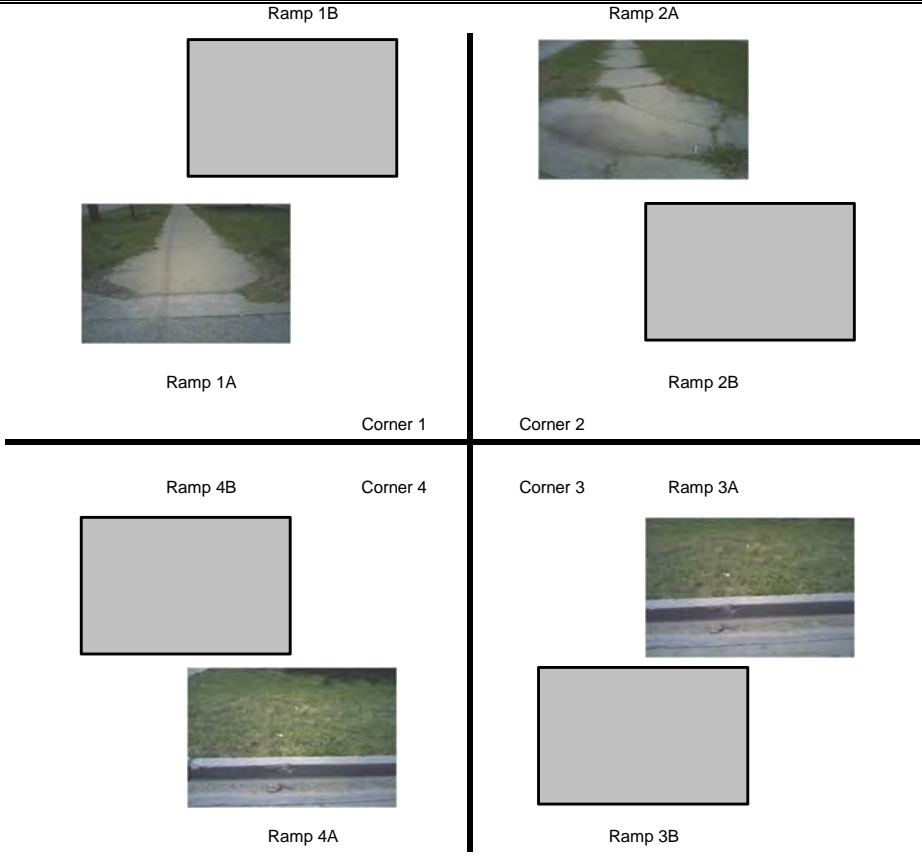 Ramp 1B
Ramp 2A
Ramp 1A
Ramp 2B
Corner 1
Corner 2
Ramp 4B
Corner 4
Corner 3
Ramp 3A
Ramp 4A
Ramp 3B